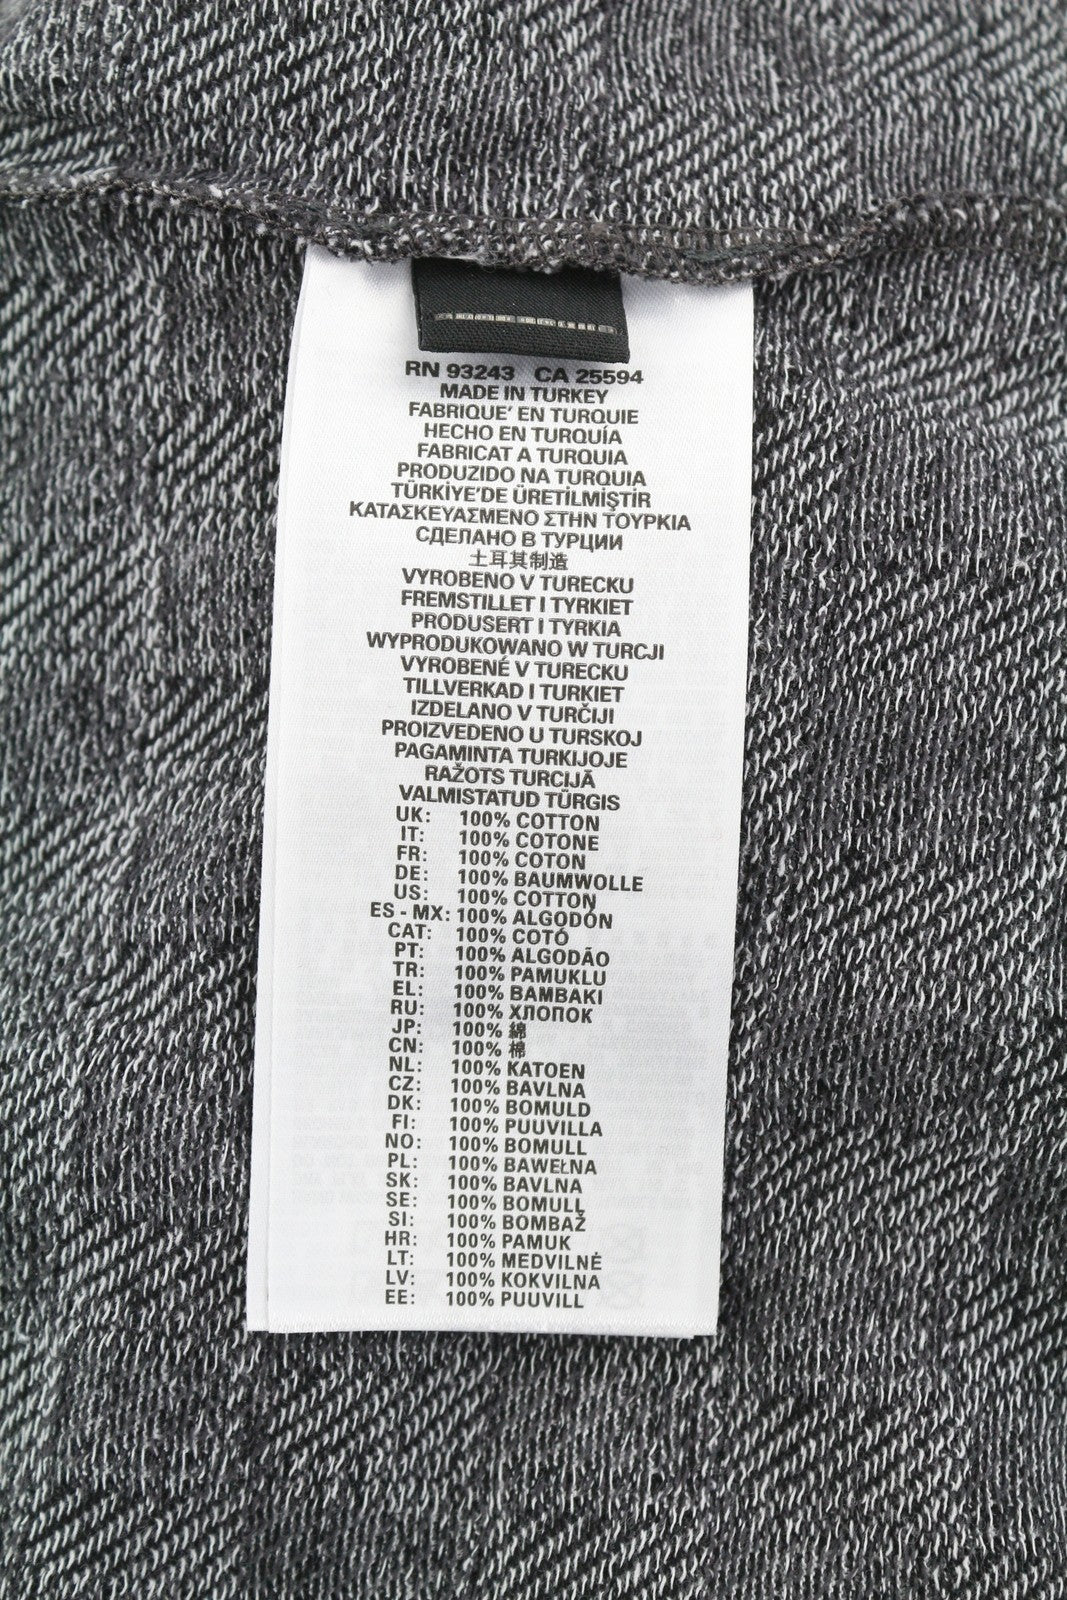 RN 93243 CA 25594
MADE IN TURKEY
FABRIQUE' EN TURQUIE
HECHO EN TURQUÍA
FABRICAT A TURQUIA
PRODUZIDO NA TURQUIA
TÜRKİYE'DE ÜRETİLMİŞTİR
ΚΑΤΑΣΚΕΥΑΣΜΕΝΟ ΣΤΗΝ ΤΟΥΡΚΙΑ
СДЕЛАНО В ТУРЦИИ
土耳其制造
VYROBENO V TURECKU
FREMSTILLET I TYRKIET
PRODUSERT I TYRKIA
WYPRODUKOWANO W TURCJI
VYROBENÉ V TURECKU
TILLVERKAD I TURKIET
IZDELANO V TURČIJI
PROIZVEDENO U TURSKOJ
PAGAMINTA TURKIJOJE
RAŽOTS TURCIJĀ
VALMISTATUD TÜRGIS
UK: 100% COTTON
IT: 100% COTONE
FR: 100% COTON
DE: 100% BAUMWOLLE
US: 100% COTTON
ES - MX: 100% ALGODÓN
CAT: 100% COTÓ
PT: 100% ALGODÃO
TR: 100% PAMUKLU
EL: 100% ΒΑΜΒΑΚΙ
RU: 100% ХЛОПОК
JP: 100% 綿
CN: 100% 棉
NL: 100% KATOEN
CZ: 100% BAVLNA
DK: 100% BOMULD
FI: 100% PUUVILLA
NO: 100% BOMULL
PL: 100% BAWEŁNA
SK: 100% BAVLNA
SE: 100% BOMULL
SI: 100% BOMBAŽ
HR: 100% PAMUK
LT: 100% MEDVILNĖ
LV: 100% KOKVILNA
EE: 100% PUUVILL